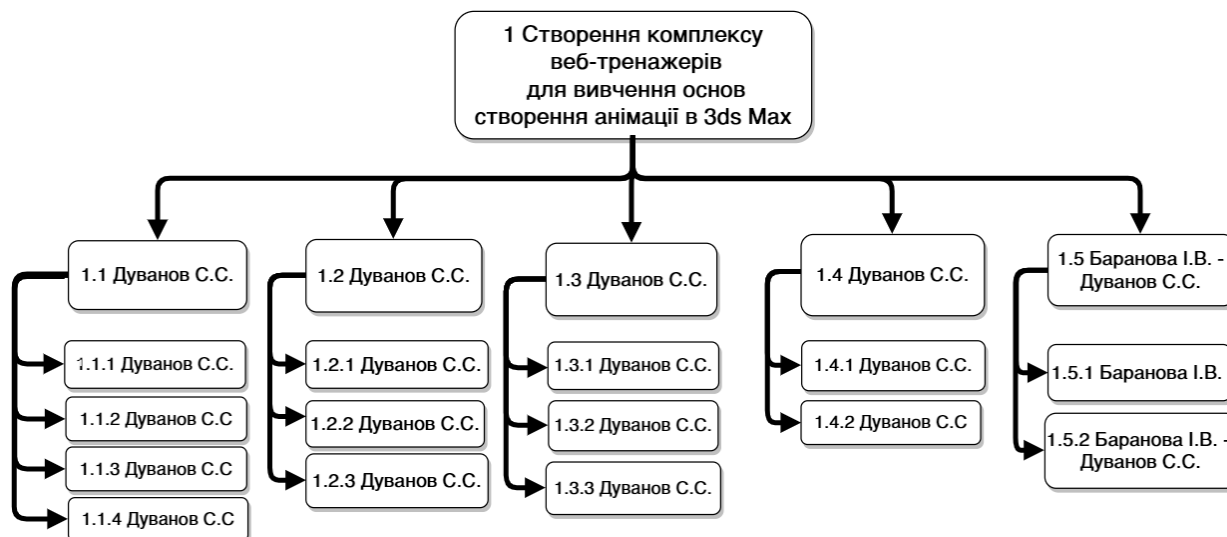 1 Створення комплексу
веб-тренажерів
для вивчення основ
створення анімації в 3ds Max
1.1 Дуванов С.С.
1.2 Дуванов С.С.
1.3 Дуванов С.С.
1.4 Дуванов С.С.
1.5 Баранова І.В. -
Дуванов С.С.
1.1.1 Дуванов С.С.
1.1.2 Дуванов С.С
1.1.3 Дуванов С.С
1.1.4 Дуванов С.С
1.2.1 Дуванов С.С.
1.2.2 Дуванов С.С.
1.2.3 Дуванов С.С.
1.3.1 Дуванов С.С.
1.3.2 Дуванов С.С.
1.3.3 Дуванов С.С.
1.4.1 Дуванов С.С.
1.4.2 Дуванов С.С
1.5.1 Баранова І.В.
1.5.2 Баранова І.В. -
Дуванов С.С.